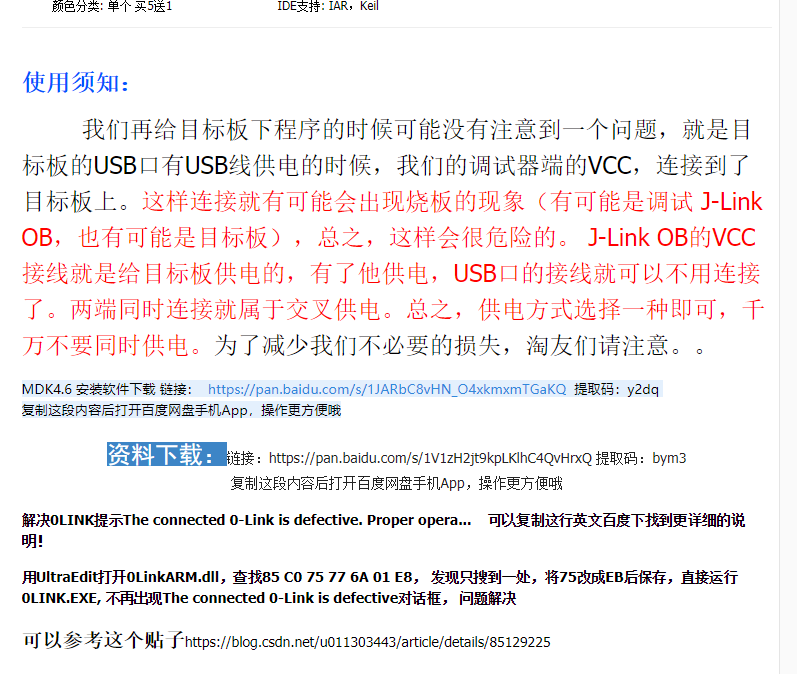 颜色分类: 单个 买5送1 IDE支持: IAR，Keil
使用须知：
我们再给目标板下程序的时候可能没有注意到一个问题，就是目
标板的USB口有USB线供电的时候，我们的调试器端的VCC，连接到了
目标板上。这样连接就有可能会出现烧板的现象（有可能是调试 J-Link
OB，也有可能是目标板），总之，这样会很危险的。 J-Link OB的VCC
接线就是给目标板供电的，有了他供电，USB口的接线就可以不用连接
了。两端同时连接就属于交叉供电。总之，供电方式选择一种即可，千
万不要同时供电。为了减少我们不必要的损失，淘友们请注意。。
MDK4.6 安装软件下载 链接： https://pan.baidu.com/s/1JARbC8vHN_O4xkmxmTGaKQ 提取码：y2dq
复制这段内容后打开百度网盘手机App，操作更方便哦
资料下载：链接：https://pan.baidu.com/s/1V1zH2jt9kpLKlhC4QvHrxQ 提取码：bym3
复制这段内容后打开百度网盘手机App，操作更方便哦
解决0LINK提示The connected 0-Link is defective. Proper opera... 可以复制这行英文百度下找到更详细的说
明！
用UltraEdit打开0LinkARM.dll，查找85 C0 75 77 6A 01 E8， 发现只搜到一处，将75改成EB后保存，直接运行
0LINK.EXE, 不再出现The connected 0-Link is defective对话框， 问题解决
可以参考这个贴子https://blog.csdn.net/u011303443/article/details/85129225